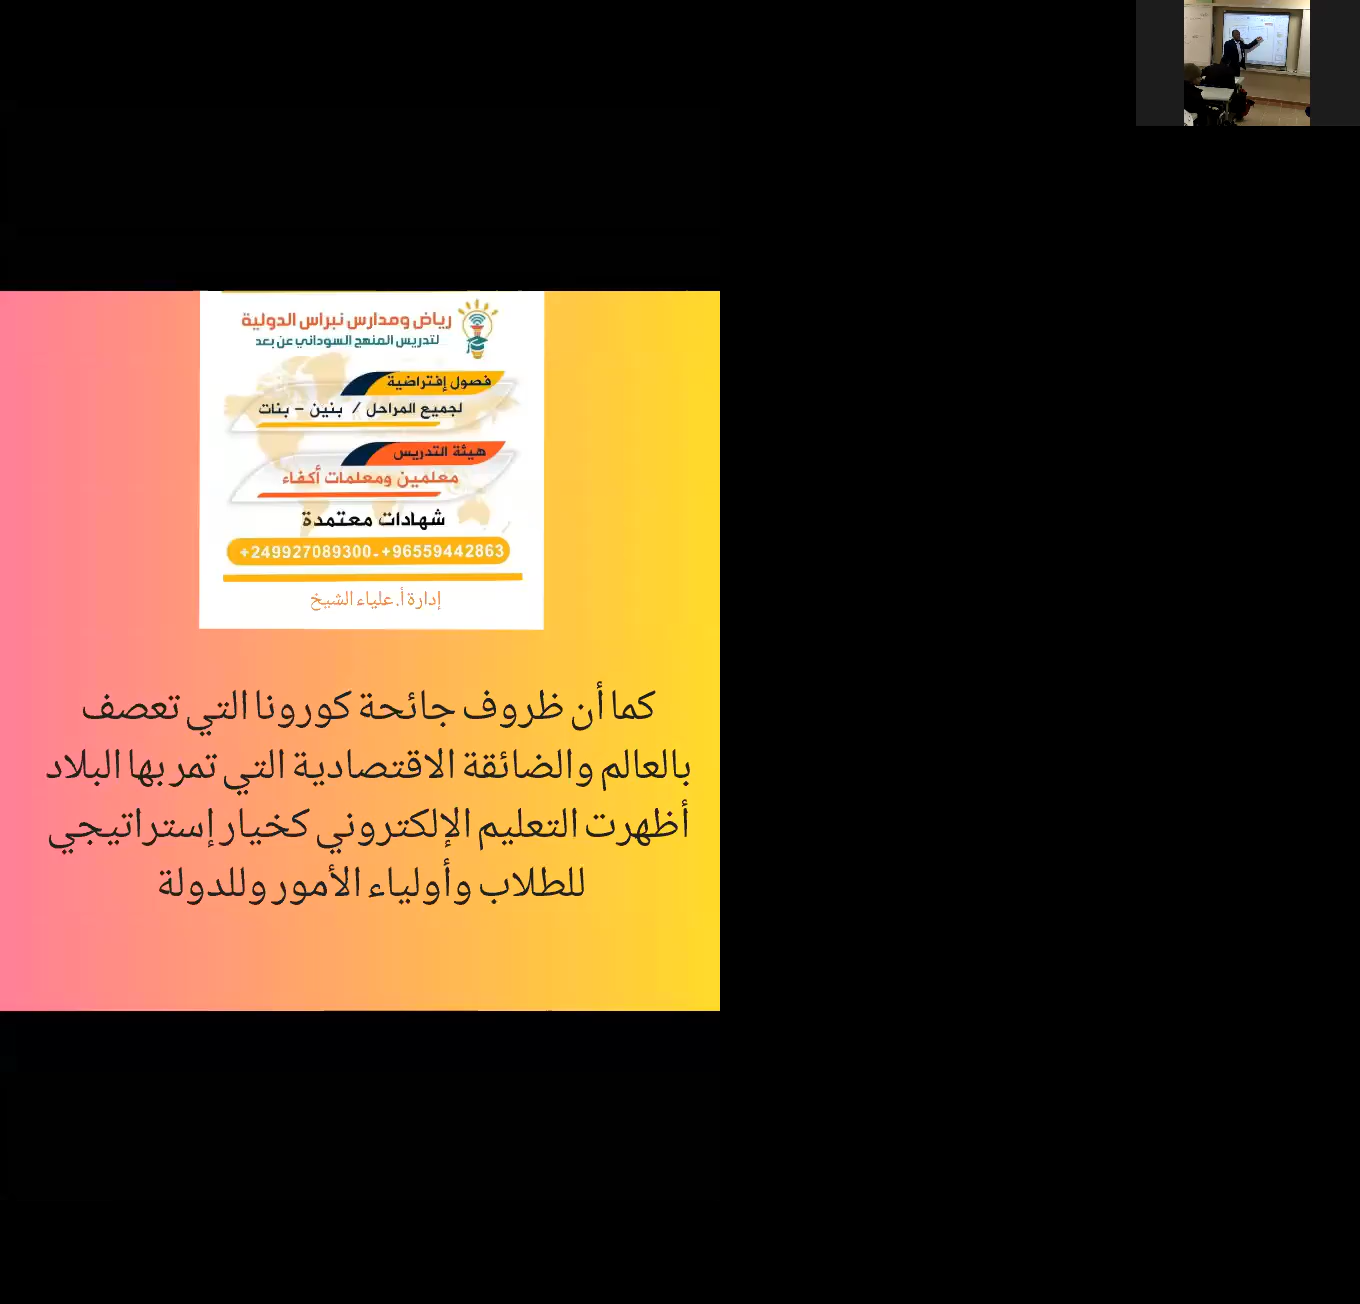 رياض ومدارس نبراس الدولية
لتدريس المنهج السوداني عن بعد
فصول إفتراضية
لجميع المراحل / بنين - بنات
هيئة التدريس
معلمين ومعلمات أكفاء
شهادات معتمدة
+249927089300-+96559442863
إدارة أ. علياء الشيخ
كما أن ظروف جائحة كورونا التي تعصف
بالعالم والضائقة الاقتصادية التي تمر بها البلاد
أظهرت التعليم الإلكتروني كخيار إستراتيجي
للطلاب وأولياء الأمور وللدولة